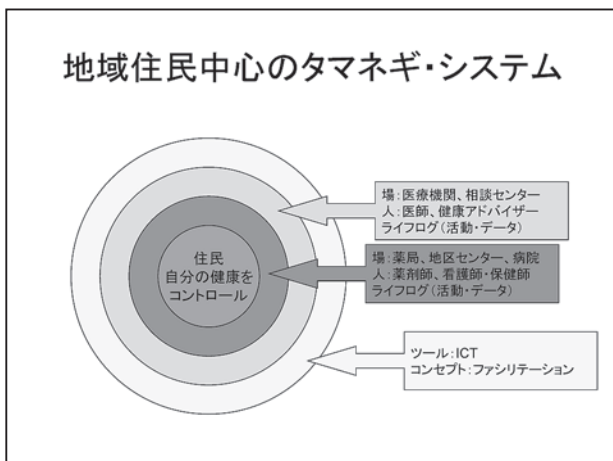 地域住民中心のタマネギ・システム
場:医療機関、相談センター
人:医師、健康アドバイザー
ライフログ(活動・データ)
住民
自分の健康を
コントロール
場:薬局、地区センター、病院
人:薬剤師、看護師・保健師
ライフログ(活動・データ)
ツール:ICT
コンセプト:ファシリテーション